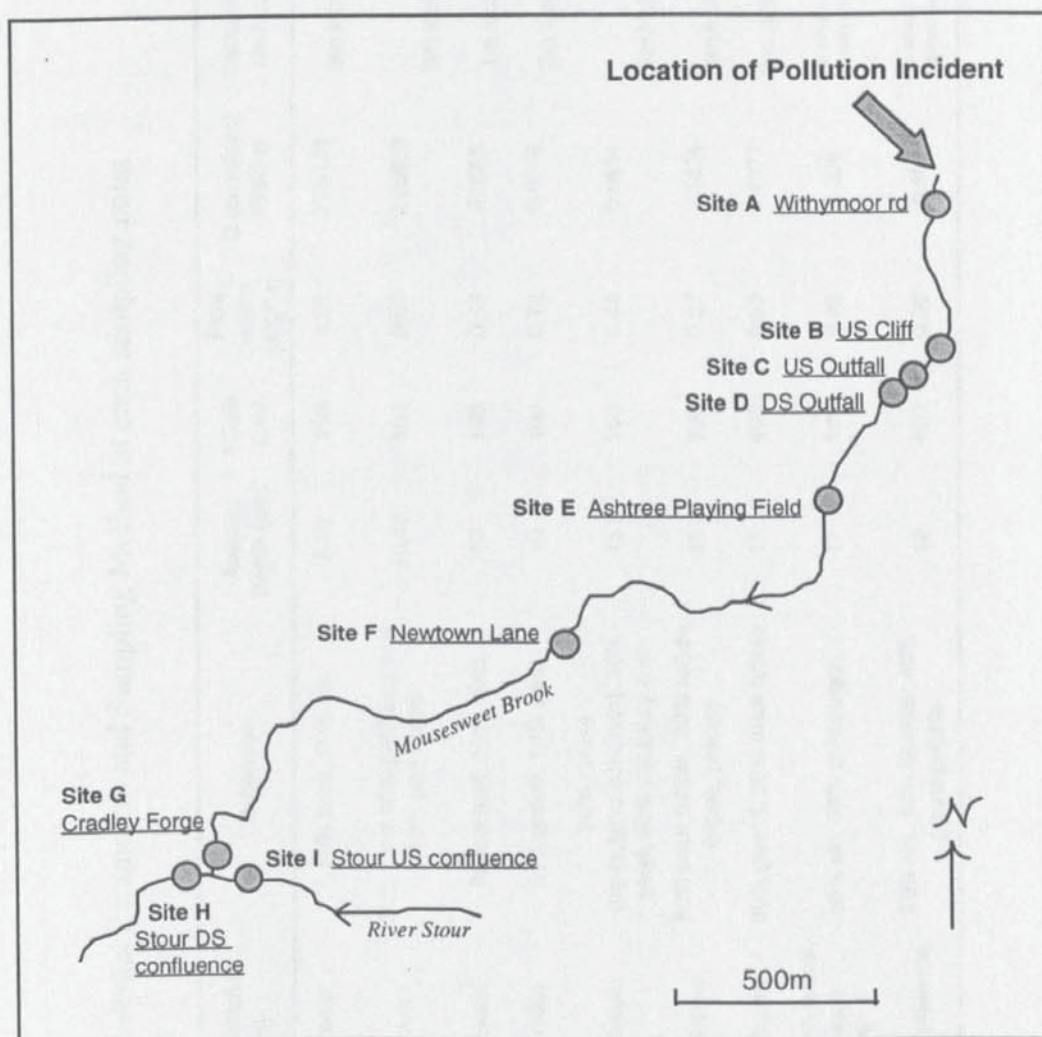 Location of Pollution Incident
Site A Withymoor rd
Site B US Cliff
Site C US Outfall
Site D DS Outfall
Site E Ashtree Playing Field
Site F Newtown Lane
Mousesweet Brook
Site G
Cradley Forge
Site I Stour US confluence
Site H
Stour DS
confluence
River Stour
N
500m